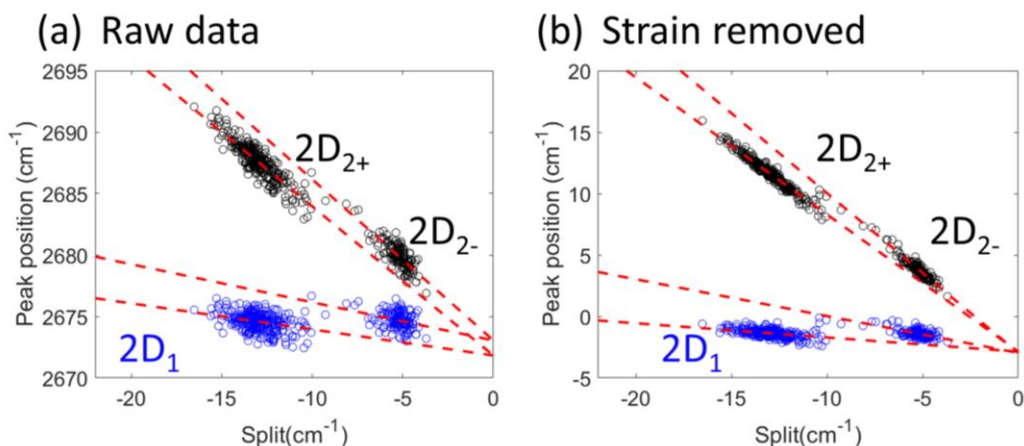 (a) Raw data
2695
2690
2685
2680
2675
2670
Peak position (cm-1)
2D2+
2D2-
2D1
-20 -15 -10 -5 0
Split(cm-1)
(b) Strain removed
20
15
10
5
0
-5
Peak position (cm-1)
2D2+
2D2-
2D1
-20 -15 -10 -5 0
Split(cm-1)